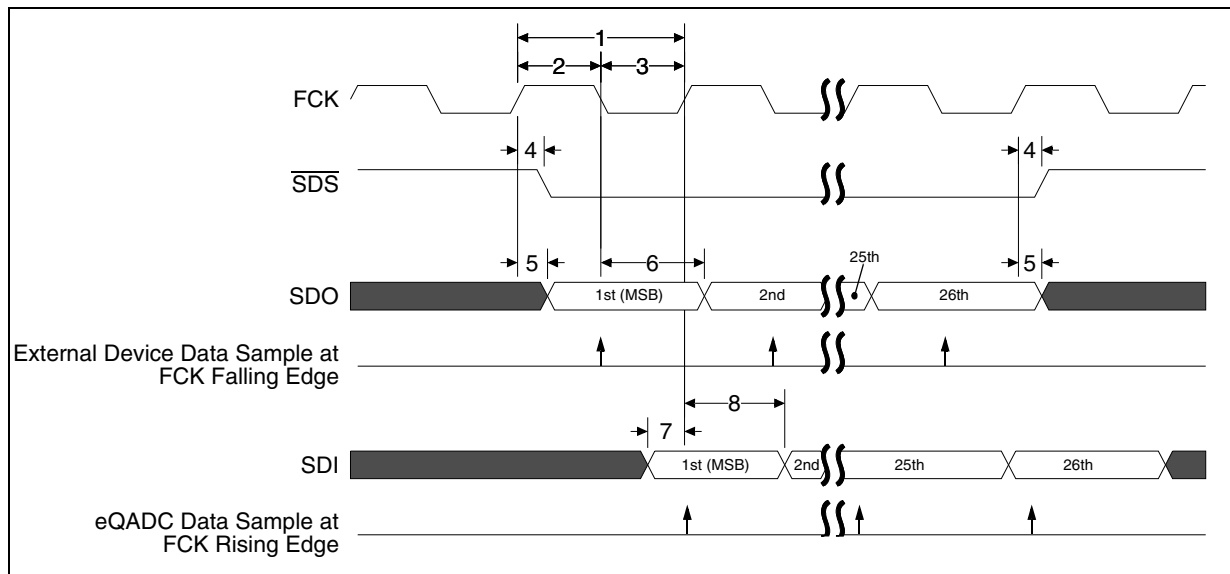 1
2 3
FCK
4 4
SDS
25th
5 6 5
SDO 1st (MSB) 2nd 26th
External Device Data Sample at
FCK Falling Edge
8
7
SDI 1st (MSB) 2nd 25th 26th
eQADC Data Sample at
FCK Rising Edge